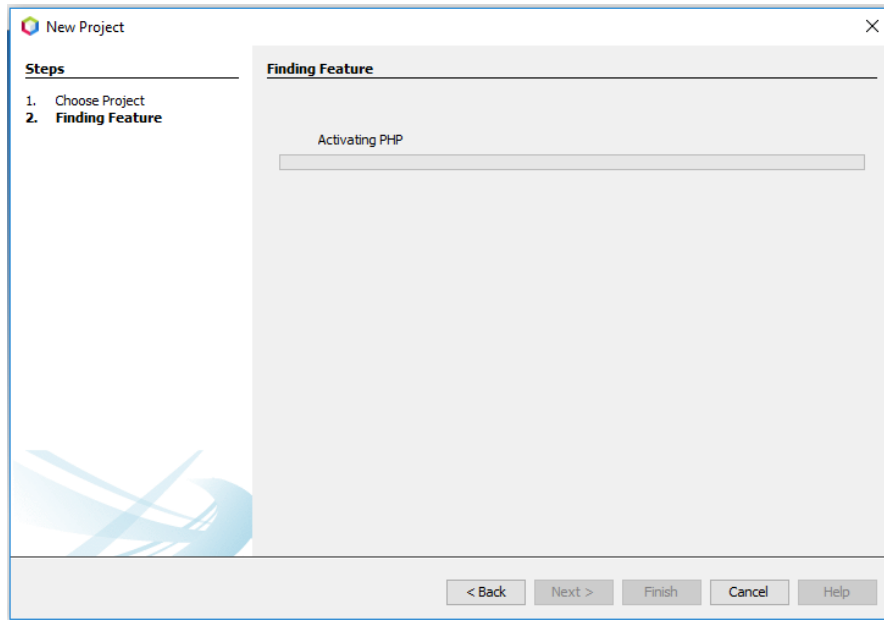 New Project
Steps
1. Choose Project
2. Finding Feature
Finding Feature
Activating PHP
< Back
Next >
Finish
Cancel
Help